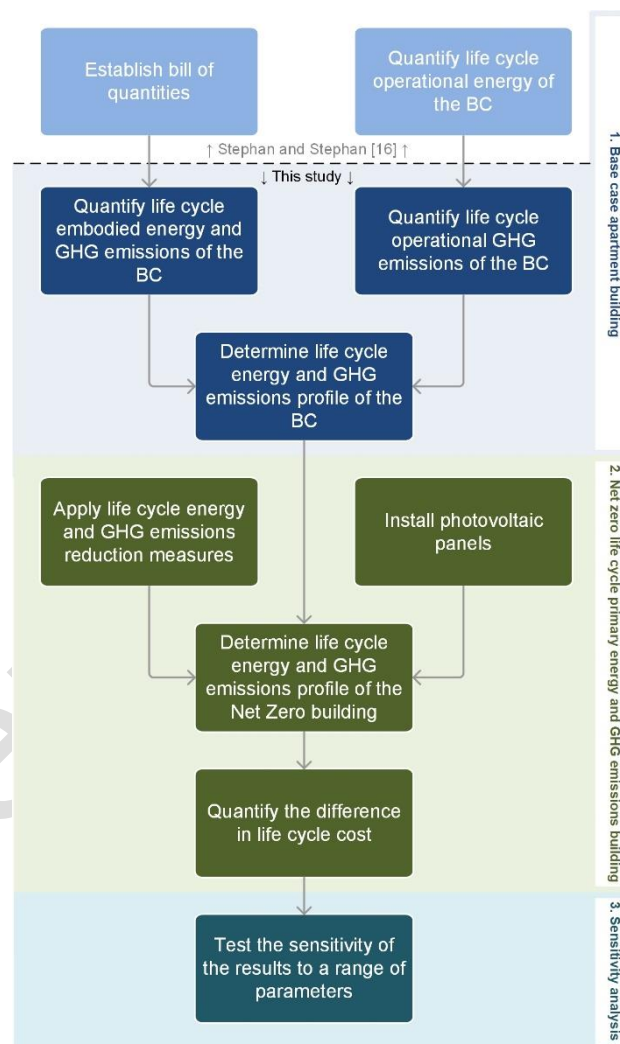 Establish bill of
quantities
Quantify life cycle
operational energy of
the BC
↑ Stephan and Stephan [16] ↑
↓ This study ↓
Quantify life cycle
embodied energy and
GHG emissions of the
BC
Quantify life cycle
operational GHG
emissions of the BC
Determine life cycle
energy and GHG
emissions profile of the
BC
1. Base case apartment
building
Apply life cycle energy
and GHG emissions
reduction measures
Install photovoltaic
panels
Determine life cycle
energy and GHG
emissions profile of the
Net Zero building
Quantify the difference
in life cycle cost
2. Net zero life cycle primary energy and GHG emissions building
Test the sensitivity of
the results to a range of
parameters
3. Sensitivity analysis